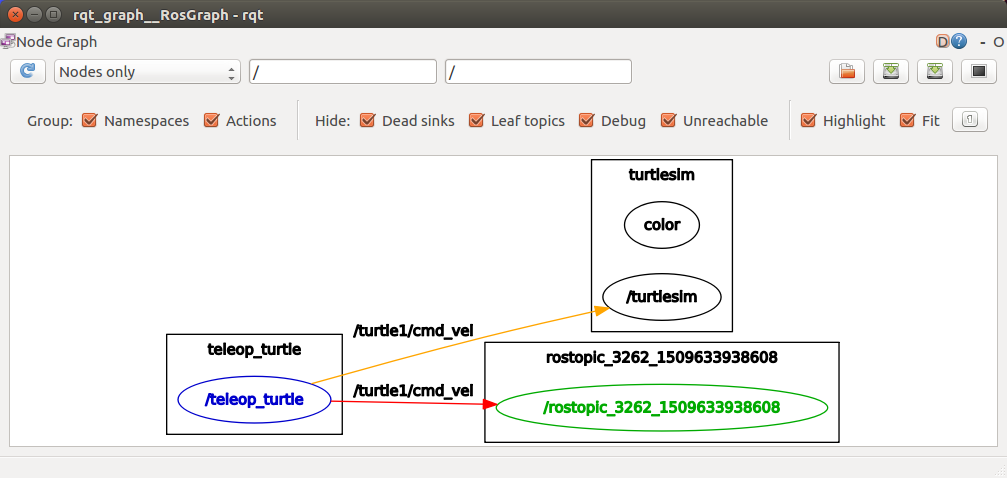 rqt_graph__RosGraph - rqt
Node Graph
D ? - O
Nodes only / /
Group: Namespaces Actions Hide: Dead sinks Leaf topics Debug Unreachable Highlight Fit
turtlesim
color
/turtlesim
/turtle1/cmd_vel
teleop_turtle
/teleop_turtle
/turtle1/cmd_vel
rostopic_3262_1509633938608
/rostopic_3262_1509633938608